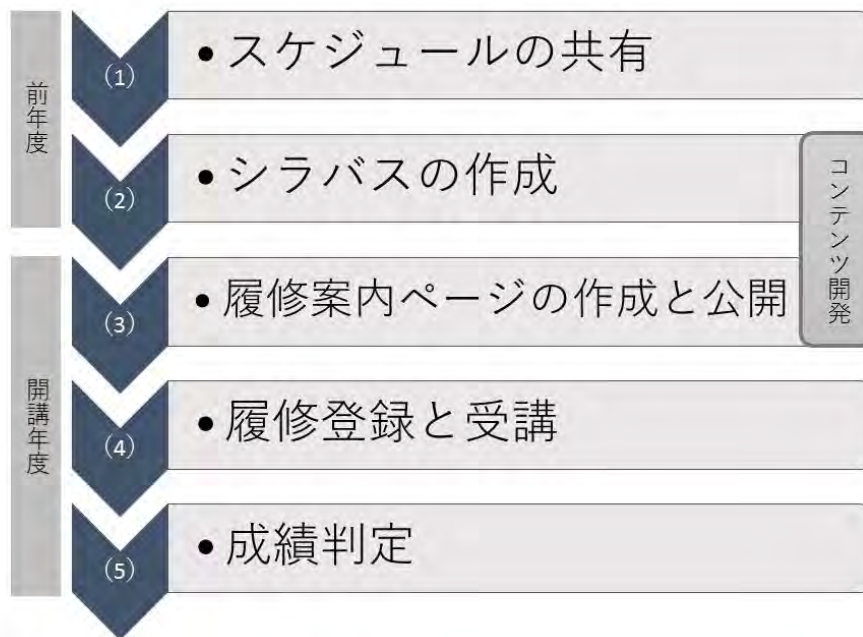 前年度
(1)
• スケジュールの共有
(2)
• シラバスの作成
コンテンツ開発
開講年度
(3)
• 履修案内ページの作成と公開
(4)
• 履修登録と受講
(5)
• 成績判定